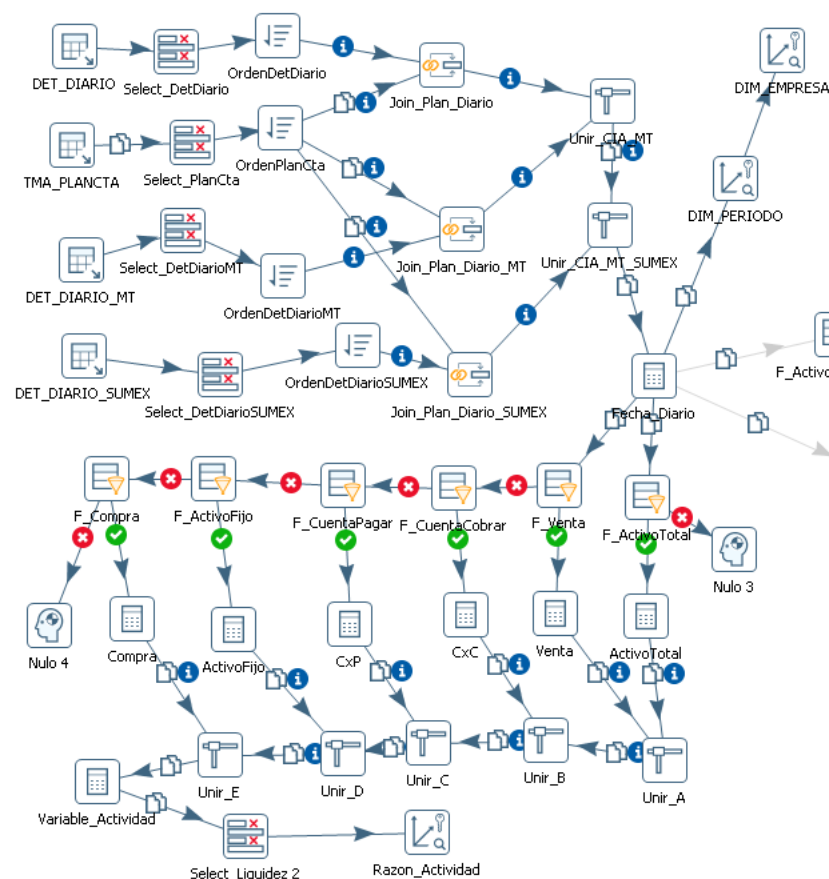 DET_DIARIO
Select_DetDiario
OrdenDetDiario
Join_Plan_Diario
DIM_EMPRESA
TMA_PLANCTA
Select_PlanCta
OrdenPlanCta
Unir_CIA_MT
DIM_PERIODO
DET_DIARIO_MT
Select_DetDiarioMT
OrdenDetDiarioMT
Join_Plan_Diario_MT
Unir_CIA_MT_SUMEX
DET_DIARIO_SUMEX
Select_DetDiarioSUMEX
OrdenDetDiarioSUMEX
Join_Plan_Diario_SUMEX
Fecha_Diario
F_Activo
F_Compra
F_ActivoFijo
F_CuentaPagar
F_CuentaCobrar
F_Venta
F_ActivoTotal
Nulo 3
Nulo 4
Compra
ActivoFijo
CxP
CxC
Venta
ActivoTotal
Unir_E
Unir_D
Unir_C
Unir_B
Unir_A
Variable_Actividad
Select_Liquidez 2
Razon_Actividad